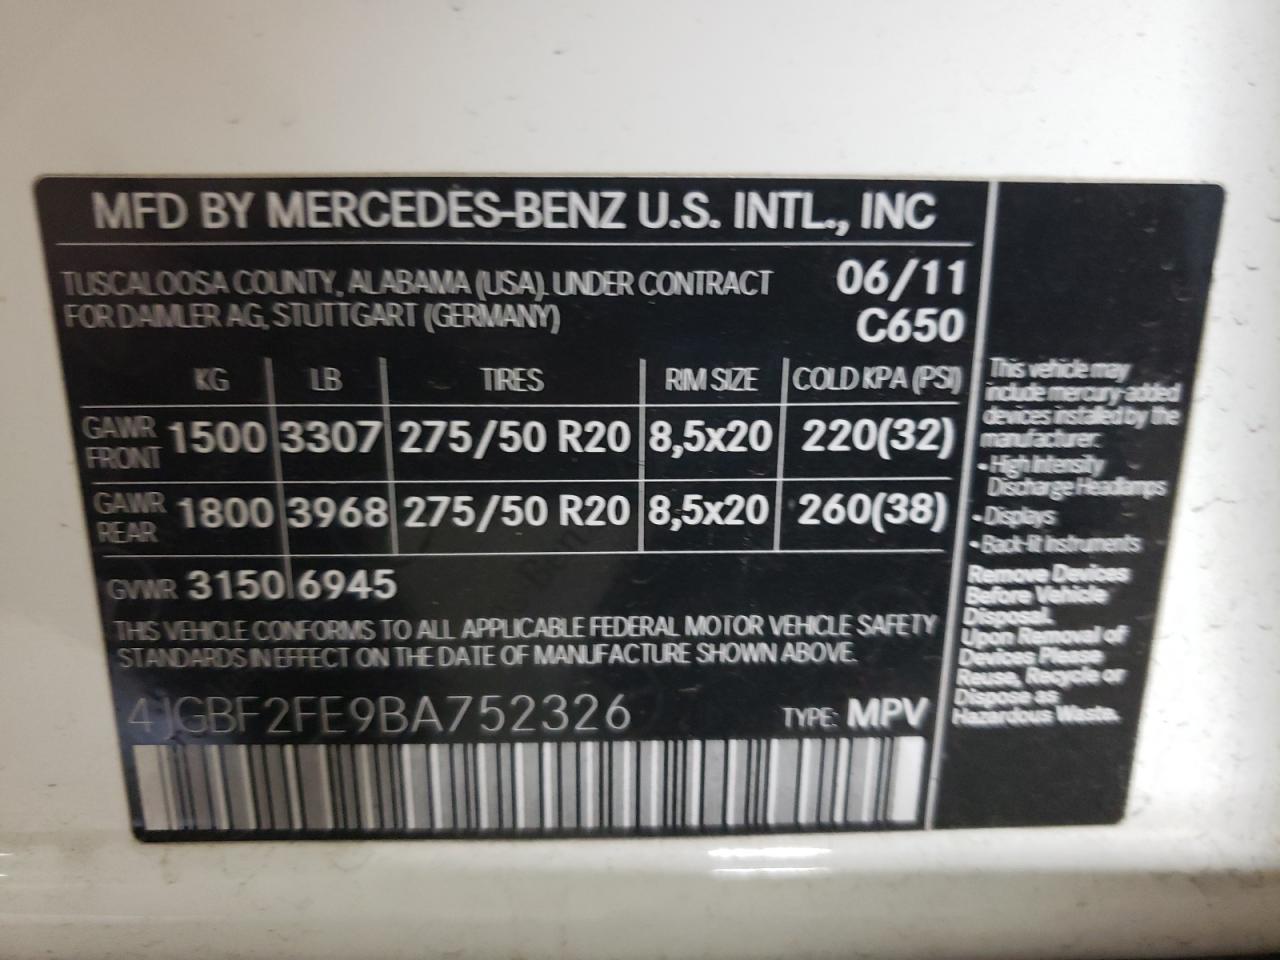 MFD BY MERCEDES-BENZ U.S. INTL., INC
TUSCALOOSA COUNTY, ALABAMA (USA) UNDER CONTRACT
FOR DAIMLER AG, STUTTGART (GERMANY)
06/11
C650
KG LB TIRES RIM SIZE COLD KPA (PSI)
GAWR FRONT 1500 3307 275/50 R20 8,5x20 220(32)
GAWR REAR 1800 3968 275/50 R20 8,5x20 260(38)
GVWR 3150 6945
THIS VEHICLE CONFORMS TO ALL APPLICABLE FEDERAL MOTOR VEHICLE SAFETY
STANDARDS IN EFFECT ON THE DATE OF MANUFACTURE SHOWN ABOVE.
4JGBF2FE9BA752326 TYPE: MPV
This vehicle may
include mercury-added
devices installed by the
manufacturer:
• High Intensity
Discharge Headlamps
• Displays
• Back-lit Instruments
Remove Devices
Before Vehicle
Disposal.
Upon Removal of
Devices Please
Reuse, Recycle or
Dispose as
Hazardous Waste.